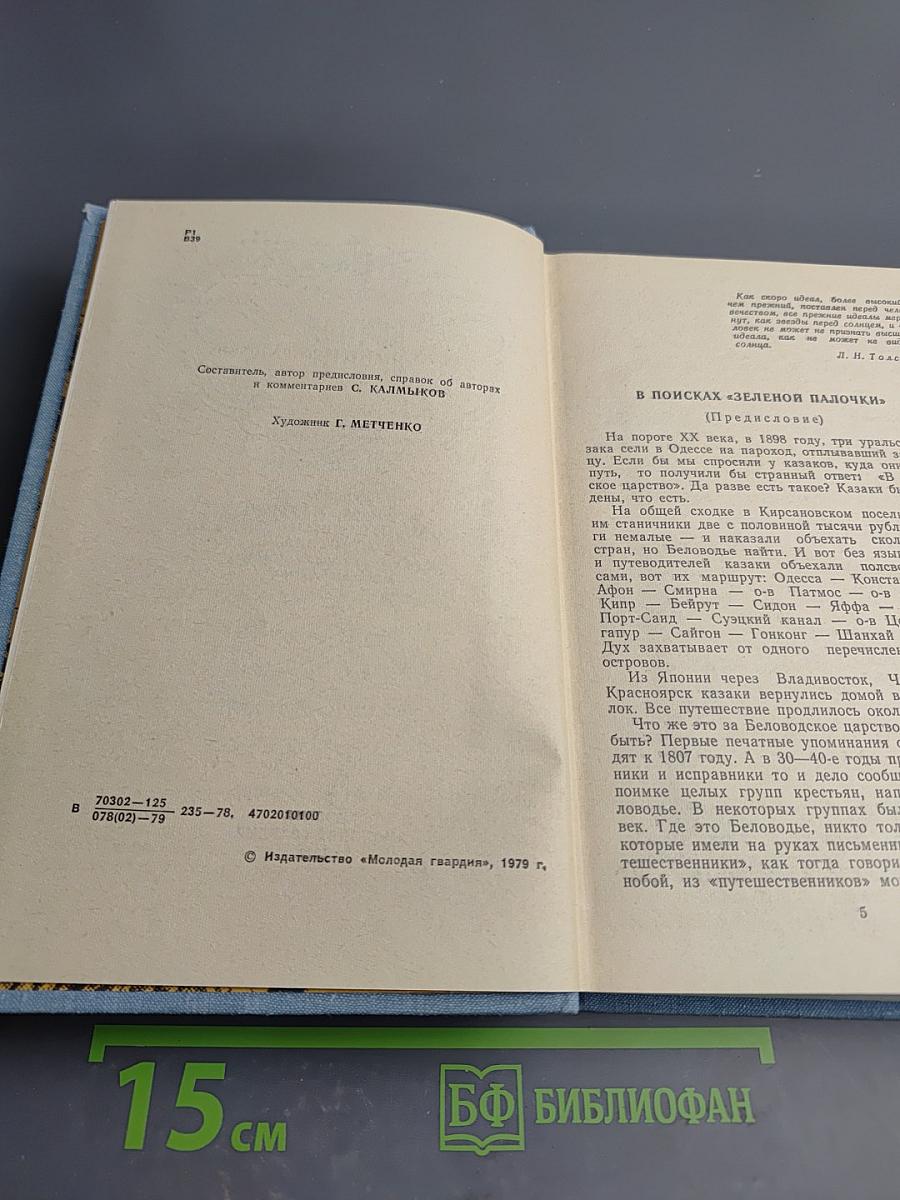 Р1
В39
Составитель, автор предисловия, справок об авторах
и комментариев С. КАЛМЫКОВ
Художник Г. МЕТЧЕНКО
В 70302—125
078(02)—79 235—78, 4702010100
© Издательство «Молодая гвардия», 1979 г,
Как скоро идеал, более высокий
чем прежний, поставлен перед чел
вечеством, все прежние идеалы мер
нут, как звезды перед солнцем, и
ловек не может не признать высш
идеала, как не может не ви
солнца.
Л. Н. Толс
В ПОИСКАХ «ЗЕЛЕНОЙ ПАЛОЧКИ»
(Предисловие)
На пороге XX века, в 1898 году, три уральс
зака сели в Одессе на пароход, отплывавший з
цу. Если бы мы спросили у казаков, куда они
путь, то получили бы странный ответ: «В
ское царство». Да разве есть такое? Казаки б
дены, что есть.
На общей сходке в Кирсановском посел
им станичники две с половиной тысячи рубл
ги немалые — и наказали объехать скол
стран, но Беловодье найти. И вот без язы
и путеводителей казаки объехали полсв
сами, вот их маршрут: Одесса — Конста
Афон — Смирна — о-в Патмос — о-в
Кипр — Бейрут — Сидон — Яффа —
Порт-Саид — Суэцкий канал — о-в Це
гапур — Сайгон — Гонконг — Шанхай
Дух захватывает от одного перечислен
островов.
Из Японии через Владивосток, Ч
Красноярск казаки вернулись домой в
лок. Все путешествие продлилось окол
Что же это за Беловодское царство
быть? Первые печатные упоминания о
дят к 1807 году. А в 30—40-е годы пр
ники и исправники то и дело сообщ
поимке целых групп крестьян, нап
ловодье. В некоторых группах был
век. Где это Беловодье, никто тол
которые имели на руках письменн
тешественники», как тогда говори
нобой, из «путешественников» мо
5
15 см
БФ БИБЛИОФАН